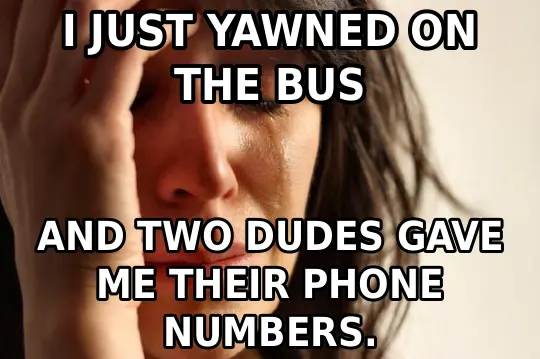 I JUST YAWNED ON
THE BUS
AND TWO DUDES GAVE
ME THEIR PHONE
NUMBERS.